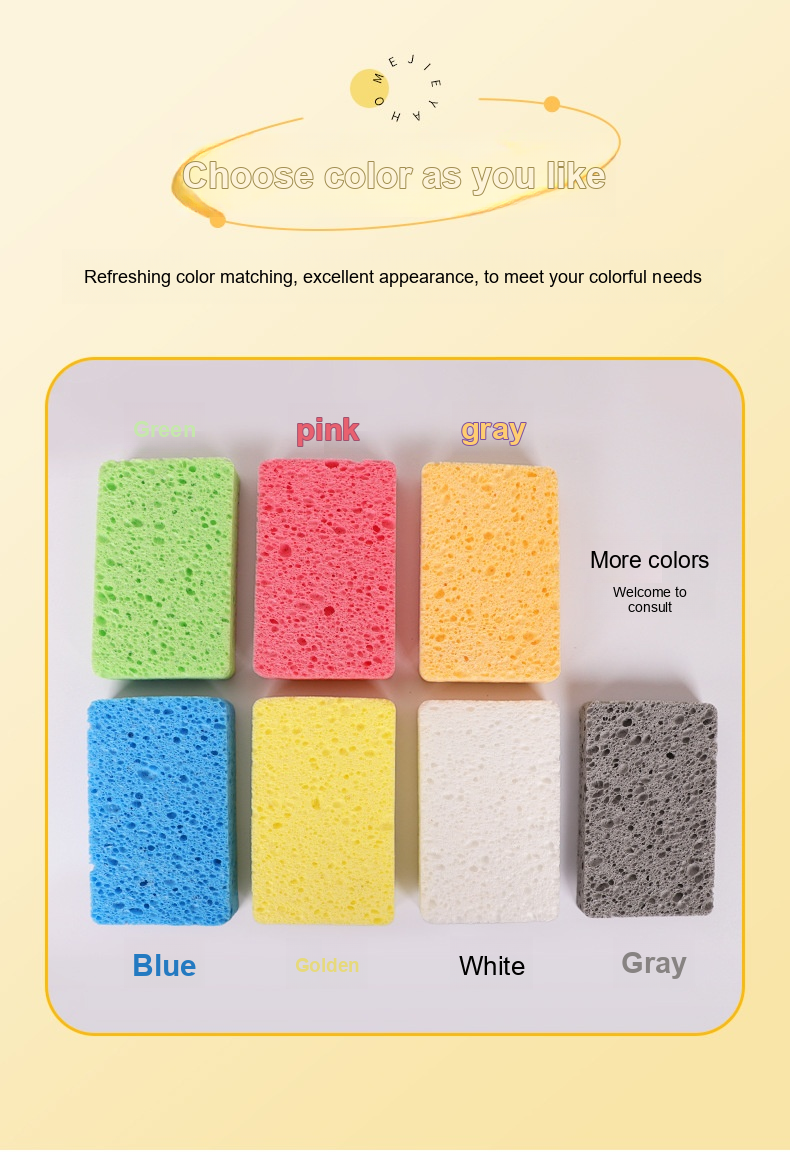 MEJIEYAHO
Choose color as you like
Refreshing color matching, excellent appearance, to meet your colorful needs
Green
pink
gray
More colors
Welcome to
consult
Blue
Golden
White
Gray